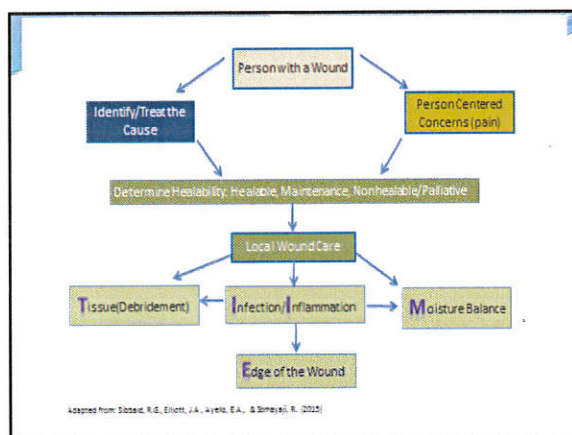 Person with a Wound
Identify/Treat the
Cause
Person Centered
Concerns (pain)
Determine Healability: Healable, Maintenance, Nonhealable/Palliative
Local Wound Care
Tissue(Debridement)
Infection/Inflammation
Moisture Balance
Edge of the Wound
Adapted from: Sibbald, R.G., Elliott, J.A., Ayello, E.A., & Somayaji, R. (2015)